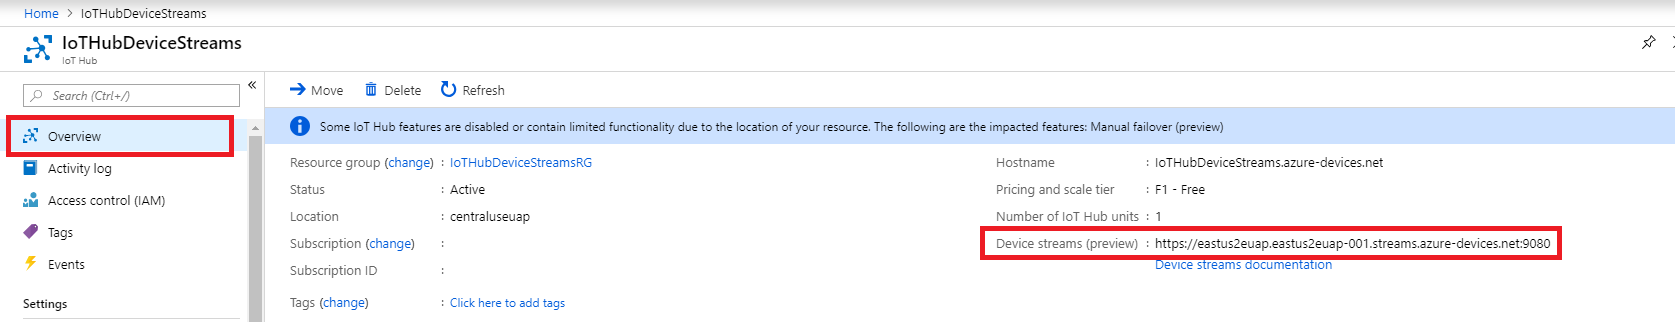 Home > IoTHubDeviceStreams
IoTHubDeviceStreams
IoT Hub
Search (Ctrl+/)
«
Overview
Activity log
Access control (IAM)
Tags
Events
Settings
Move Delete Refresh
Some IoT Hub features are disabled or contain limited functionality due to the location of your resource. The following are the impacted features: Manual failover (preview)
Resource group (change) : IoTHubDeviceStreamsRG
Status : Active
Location : centraluseuap
Subscription (change) :
Subscription ID :
Tags (change) : Click here to add tags
Hostname : IoTHubDeviceStreams.azure-devices.net
Pricing and scale tier : F1 - Free
Number of IoT Hub units : 1
Device streams (preview) : https://eastus2euap.eastus2euap-001.streams.azure-devices.net:9080
Device streams documentation